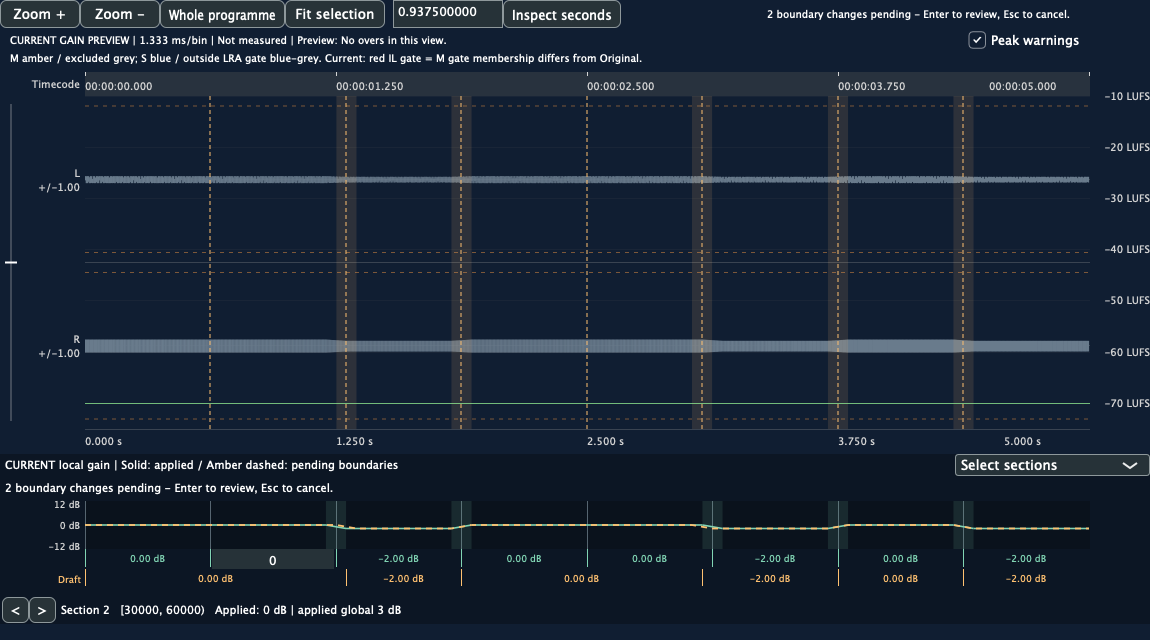 Zoom + Zoom − Whole programme Fit selection 0.937500000 Inspect seconds 2 boundary changes pending – Enter to review, Esc to cancel.
CURRENT GAIN PREVIEW | 1.333 ms/bin | Not measured | Preview: No overs in this view. Peak warnings
M amber / excluded grey; S blue / outside LRA gate blue-grey. Current: red IL gate = M gate membership differs from Original.
Timecode 00:00:00.000 00:00:01.250 00:00:02.500 00:00:03.750 00:00:05.000
−10 LUFS
−20 LUFS
L
+/−1.00
−30 LUFS
−40 LUFS
−50 LUFS
R
+/−1.00
−60 LUFS
−70 LUFS
0.000 s 1.250 s 2.500 s 3.750 s 5.000 s
CURRENT local gain | Solid: applied / Amber dashed: pending boundaries Select sections
2 boundary changes pending – Enter to review, Esc to cancel.
12 dB
0 dB
−12 dB
0.00 dB 0 −2.00 dB 0.00 dB 0.00 dB −2.00 dB 0.00 dB −2.00 dB
Draft 0.00 dB −2.00 dB 0.00 dB −2.00 dB 0.00 dB −2.00 dB
< > Section 2 [30000, 60000) Applied: 0 dB | applied global 3 dB